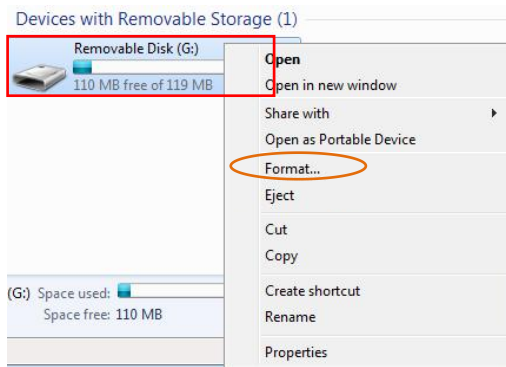 Devices with Removable Storage (1)
Removable Disk (G:)
110 MB free of 119 MB
Open
Open in new window
Share with
Open as Portable Device
Format...
Eject
Cut
Copy
Create shortcut
Rename
Properties
(G:) Space used:
Space free: 110 MB